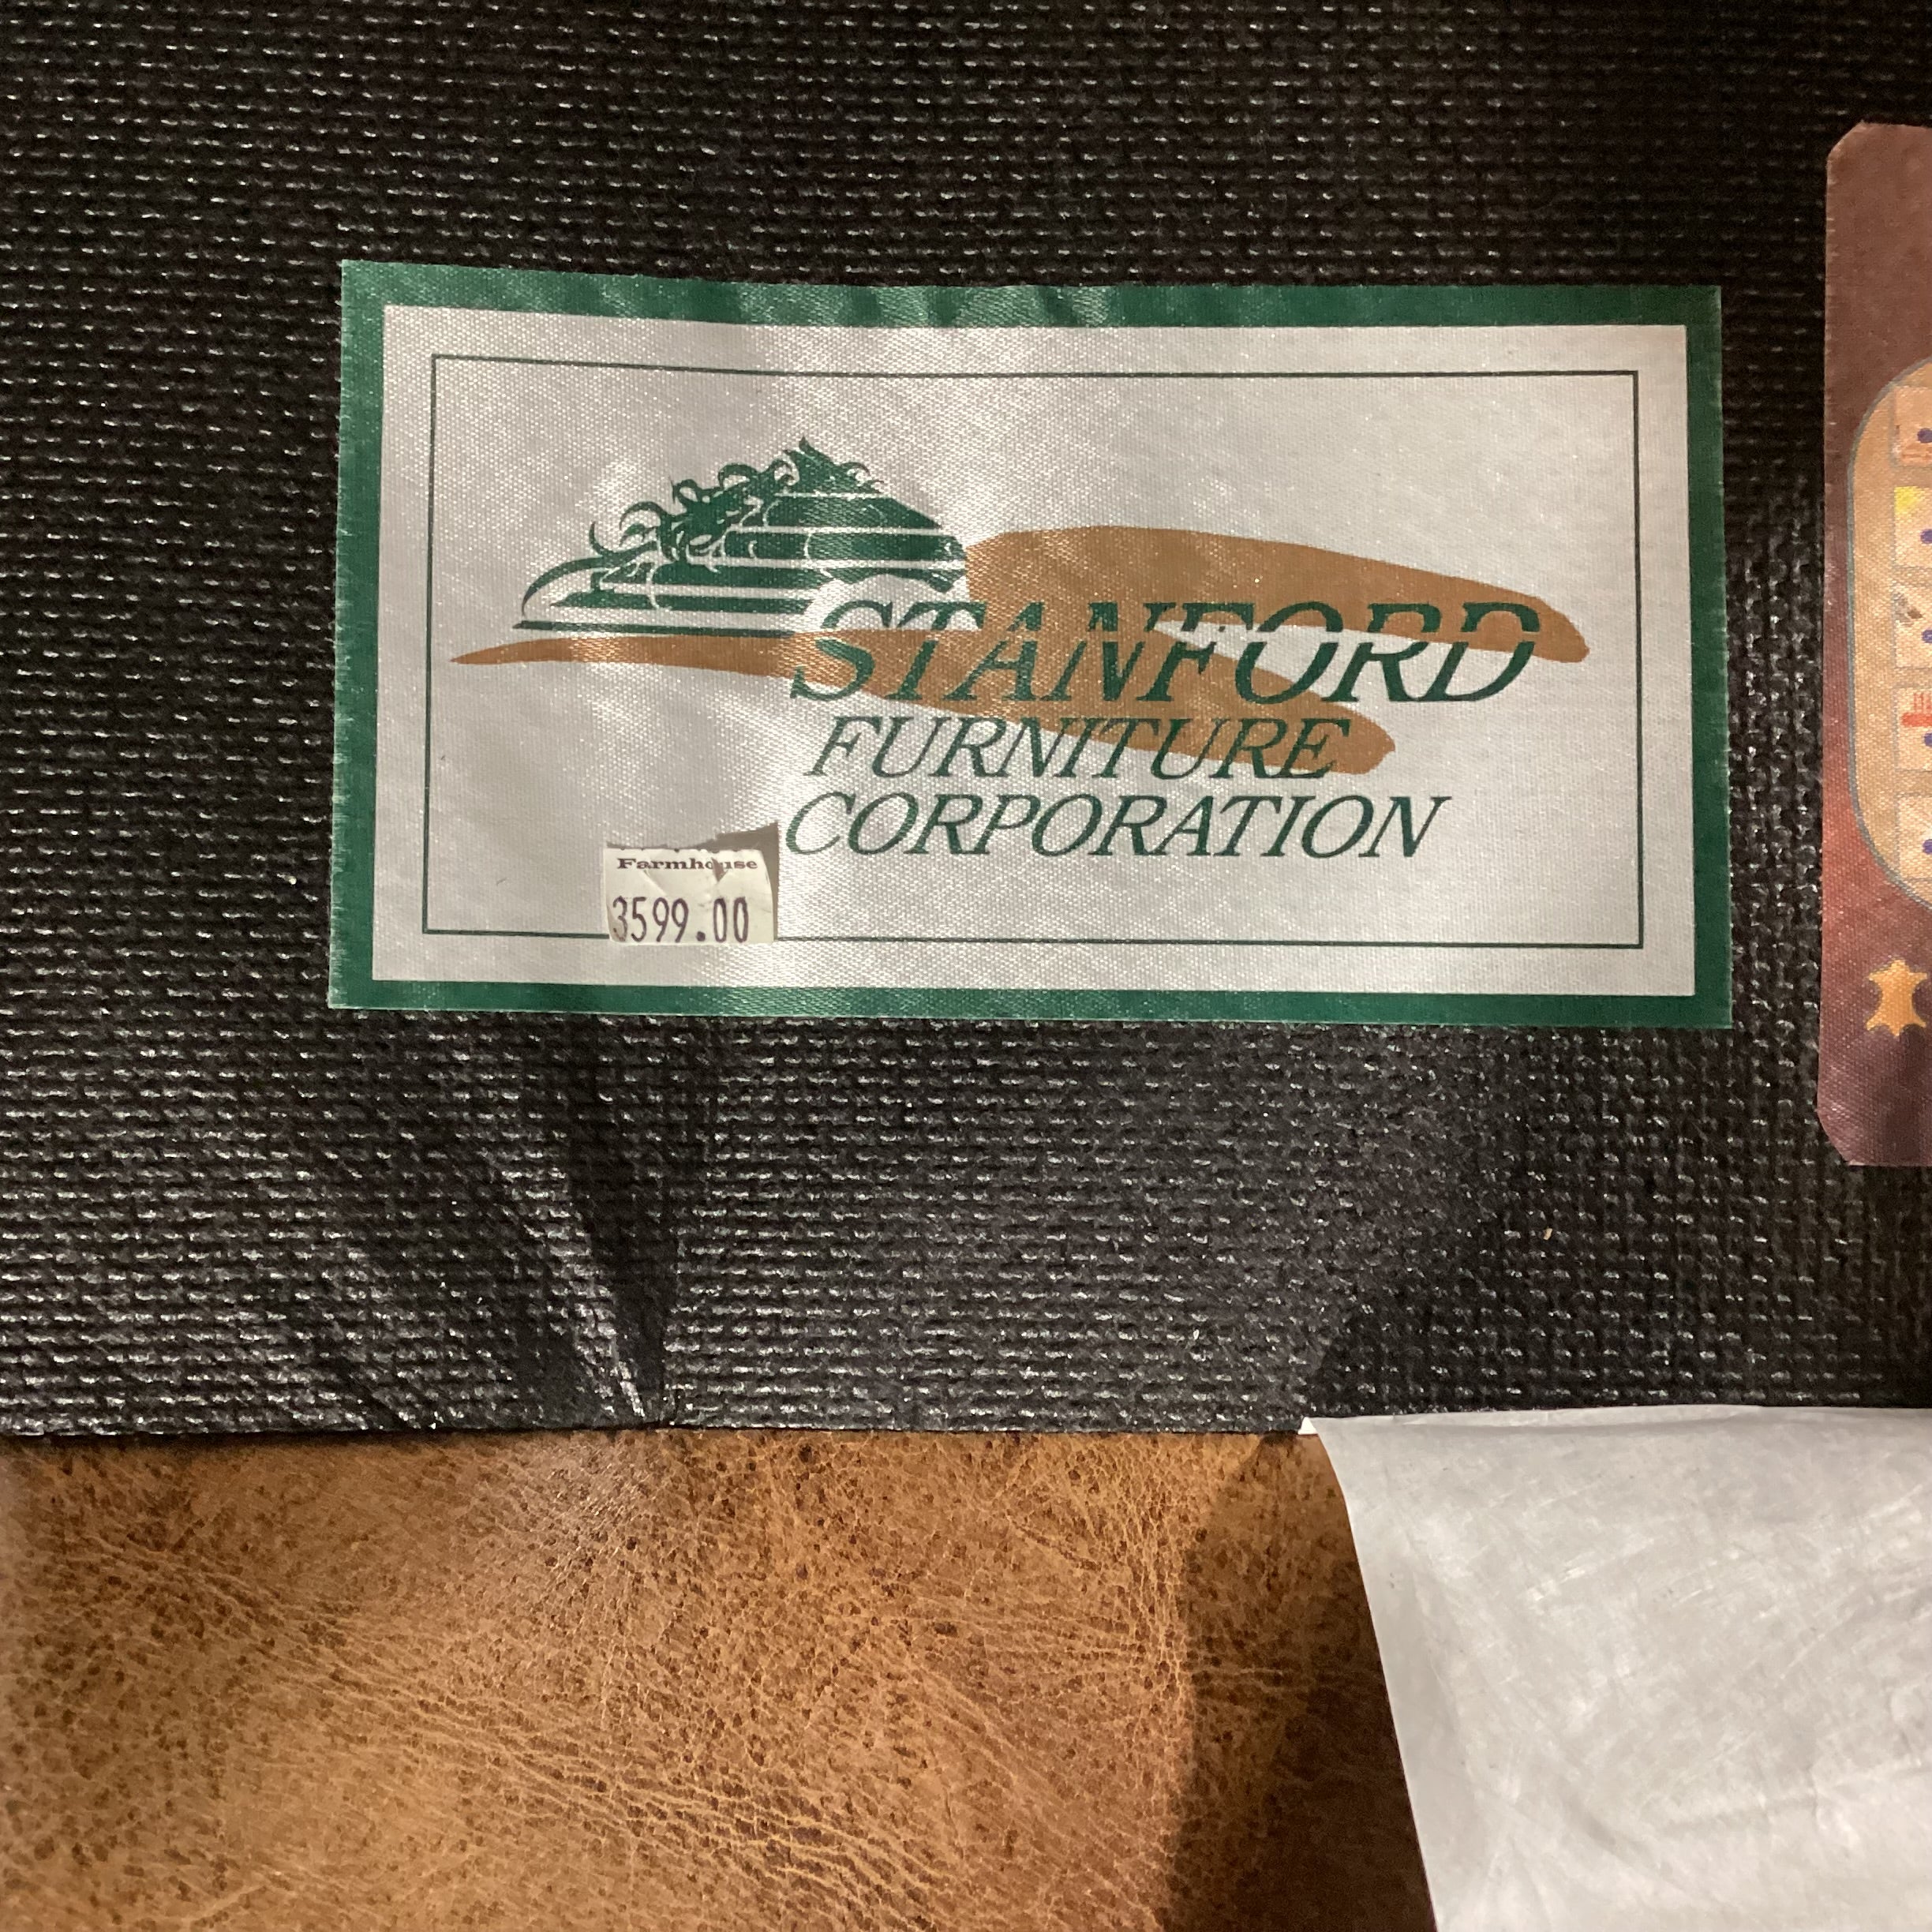 STANFORD
FURNITURE
CORPORATION
Farmhouse
3599.00